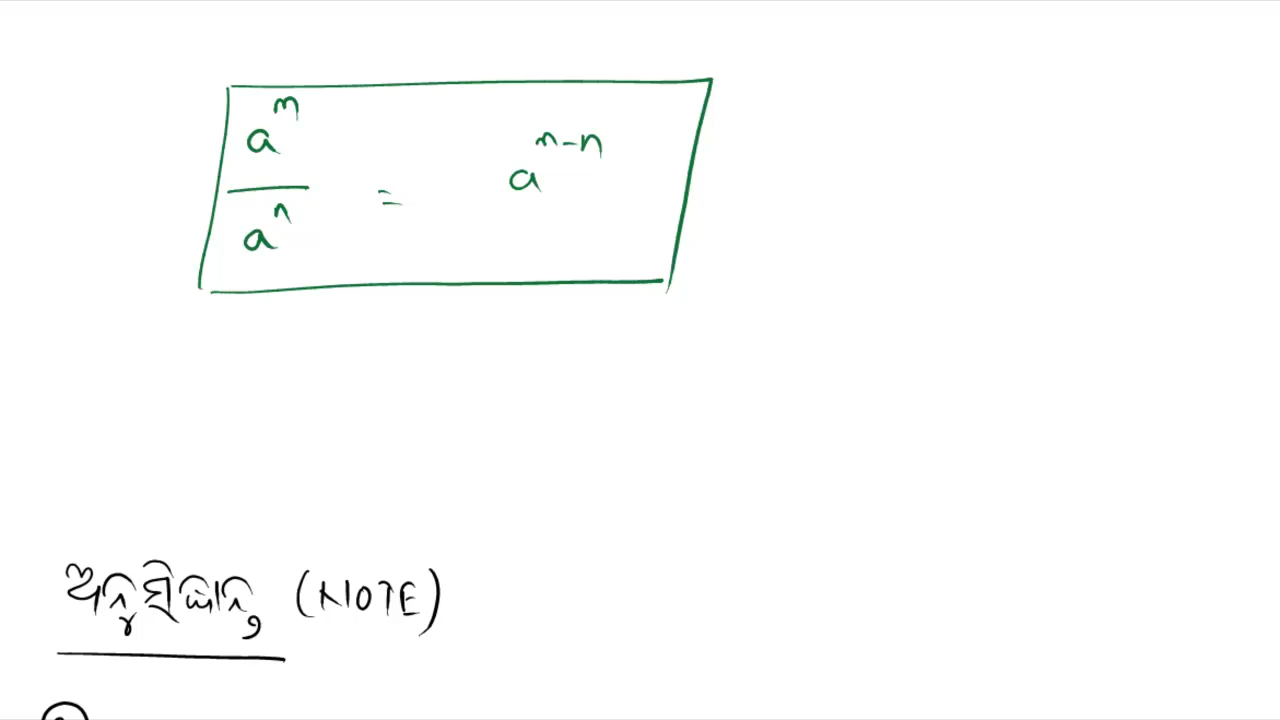 a^m / a^n = a^{m-n}
ଅନୁସିଦ୍ଧାନ୍ତ (NOTE)